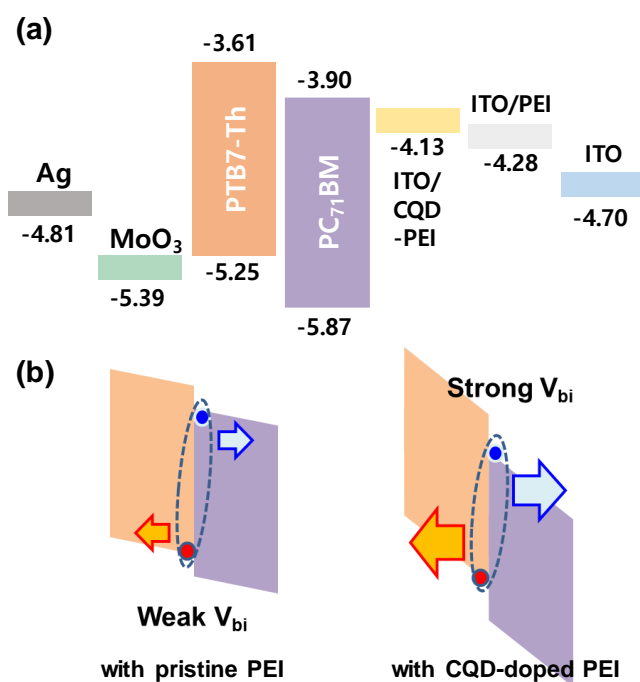 (a)
-3.61
-3.90
ITO/PEI
-4.13
-4.28
ITO
Ag
PTB7-Th
PC₇₁BM
ITO/
CQD
-PEI
-4.81
MoO₃
-4.70
-5.25
-5.39
-5.87
(b)
Strong V_bi
Weak V_bi
with pristine PEI
with CQD-doped PEI